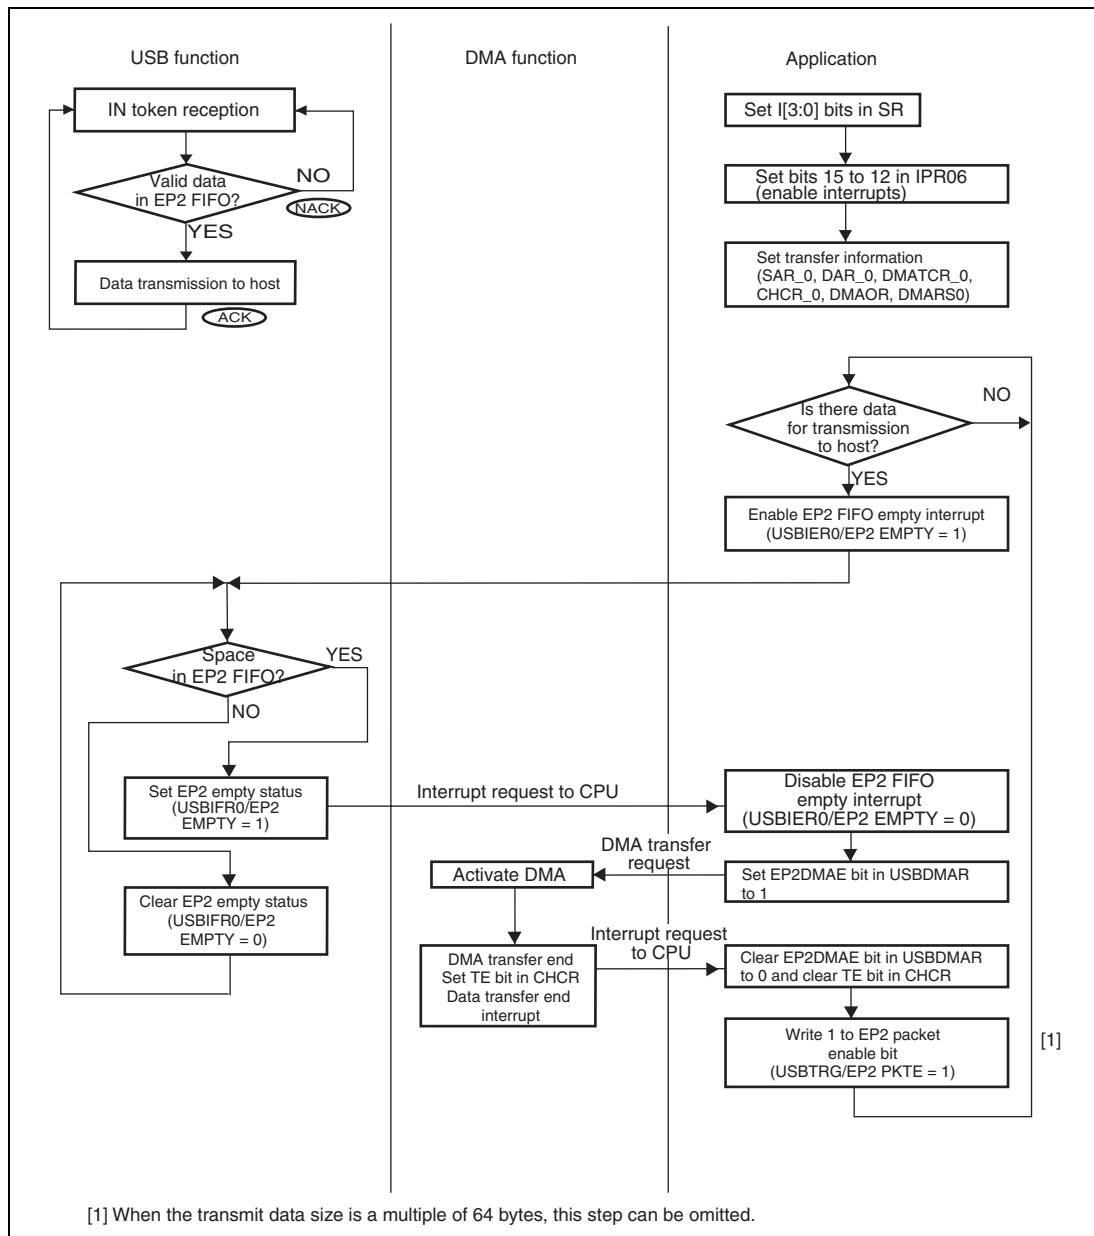 USB function
DMA function
Application
IN token reception
Valid data
in EP2 FIFO?
NO
NACK
YES
Data transmission to host
ACK
Set I[3:0] bits in SR
Set bits 15 to 12 in IPR06
(enable interrupts)
Set transfer information
(SAR_0, DAR_0, DMATCR_0,
CHCR_0, DMAOR, DMARS0)
Is there data
for transmission
to host?
NO
YES
Enable EP2 FIFO empty interrupt
(USBIER0/EP2 EMPTY = 1)
Space
in EP2 FIFO?
YES
NO
Set EP2 empty status
(USBIFR0/EP2
EMPTY = 1)
Interrupt request to CPU
Disable EP2 FIFO
empty interrupt
(USBIER0/EP2 EMPTY = 0)
DMA transfer
request
Activate DMA
Set EP2DMAE bit in USBDMAR
to 1
Clear EP2 empty status
(USBIFR0/EP2
EMPTY = 0)
Interrupt request
to CPU
DMA transfer end
Set TE bit in CHCR
Data transfer end
interrupt
Clear EP2DMAE bit in USBDMAR
to 0 and clear TE bit in CHCR
Write 1 to EP2 packet
enable bit
(USBTRG/EP2 PKTE = 1)
[1]
[1] When the transmit data size is a multiple of 64 bytes, this step can be omitted.